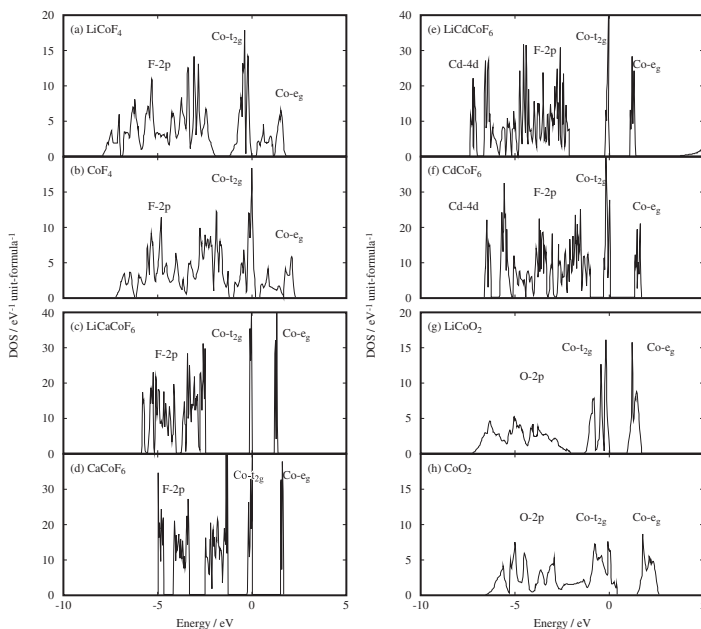 (a) LiCoF4
F-2p
Co-t2g
Co-eg
20
15
10
5
0
(b) CoF4
F-2p
Co-t2g
Co-eg
15
10
5
0
(c) LiCaCoF6
F-2p
Co-t2g
Co-eg
40
30
20
10
0
(d) CaCoF6
F-2p
Co-t2g
Co-eg
30
20
10
0
-10
-5
0
5
Energy / eV
DOS / eV-1 unit-formula-1
(e) LiCdCoF6
Cd-4d
F-2p
Co-t2g
Co-eg
40
30
20
10
0
(f) CdCoF6
Cd-4d
F-2p
Co-t2g
Co-eg
30
20
10
0
(g) LiCoO2
O-2p
Co-t2g
Co-eg
20
15
10
5
0
(h) CoO2
O-2p
Co-t2g
Co-eg
15
10
5
0
-10
-5
0
Energy / eV
DOS / eV-1 unit-formula-1